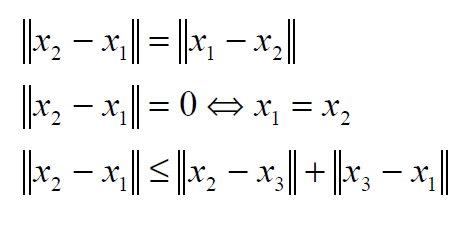 ‖x₂ − x₁‖ = ‖x₁ − x₂‖
‖x₂ − x₁‖ = 0 ⇔ x₁ = x₂
‖x₂ − x₁‖ ≤ ‖x₂ − x₃‖ + ‖x₃ − x₁‖